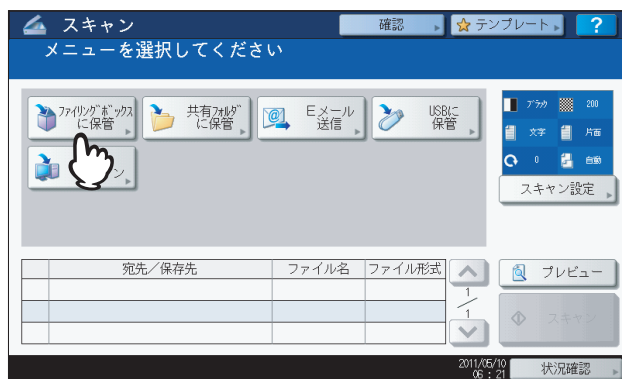 スキャン
確認
テンプレート
?
メニューを選択してください
ﾌｧｲﾘﾝｸﾞﾎﾞｯｸｽ
に保管
共有ﾌｫﾙﾀﾞ
に保管
Eメール
送信
USBに
保管
ン
ﾌﾞﾗｯｸ
200
文字
片面
0
自動
スキャン設定
宛先／保存先
ファイル名
ファイル形式
1
1
プレビュー
スキャン
2011/05/10
06 : 21
状況確認